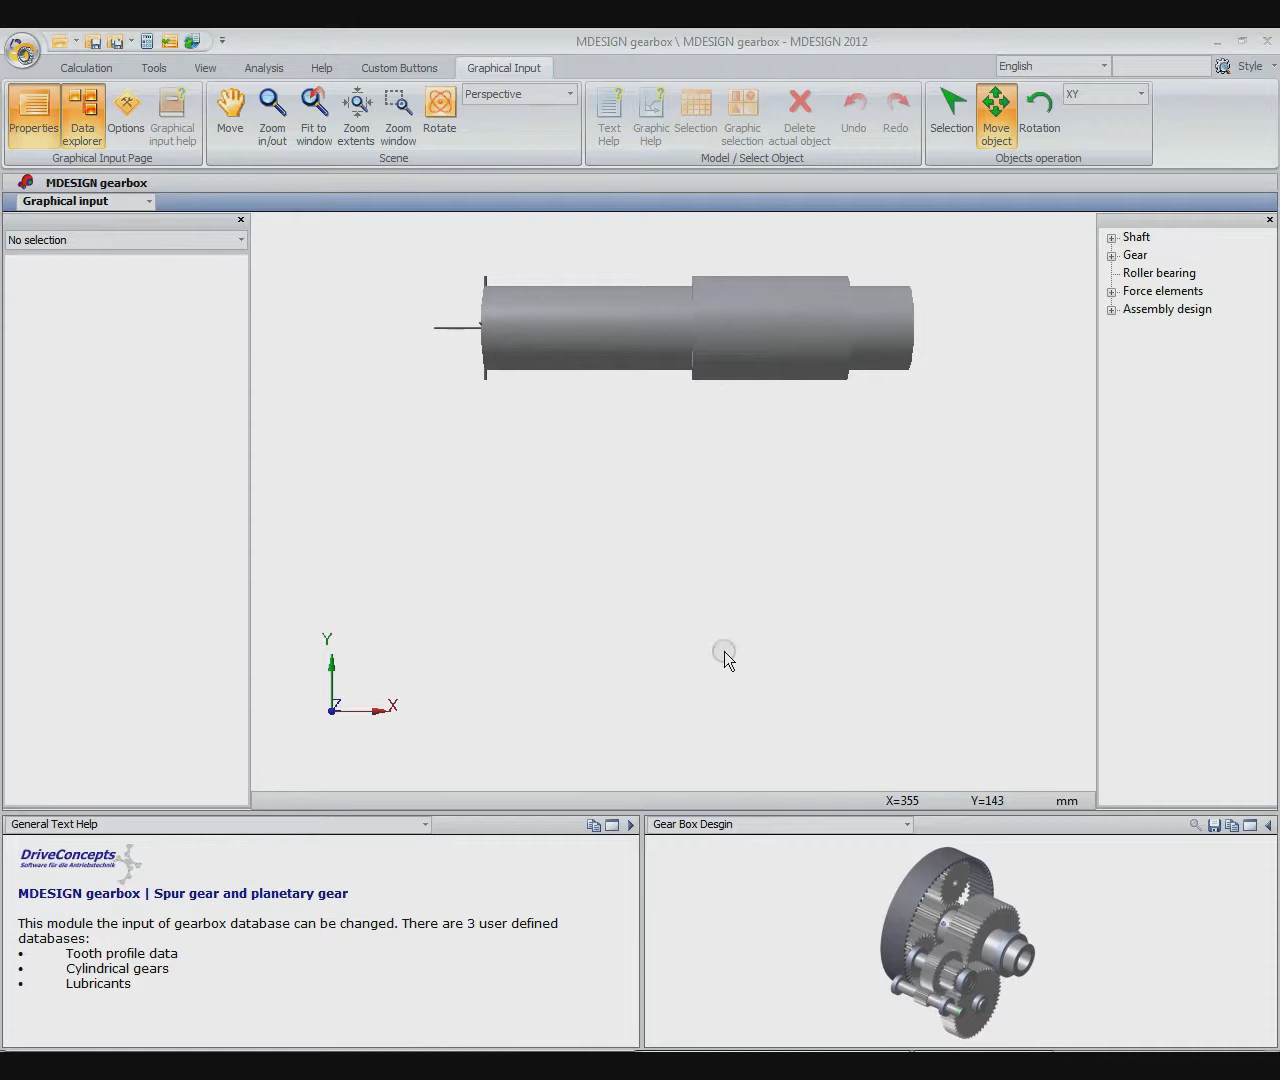 MDESIGN gearbox \ MDESIGN gearbox - MDESIGN 2012
Calculation Tools View Analysis Help Custom Buttons Graphical Input English Style
Properties Data explorer Options Graphical input help Move Zoom in/out Fit to window Zoom extents Zoom window Rotate Perspective Text Help Graphic Help Selection Graphic selection Delete actual object Undo Redo Selection Move object Rotation XY
Graphical Input Page Scene Model / Select Object Objects operation
MDESIGN gearbox
Graphical input
No selection
Shaft
Gear
Roller bearing
Force elements
Assembly design
Y
Z X
X=355 Y=143 mm
General Text Help Gear Box Desgin
DriveConcepts
Software für die Antriebstechnik
MDESIGN gearbox | Spur gear and planetary gear
This module the input of gearbox database can be changed. There are 3 user defined
databases:
• Tooth profile data
• Cylindrical gears
• Lubricants